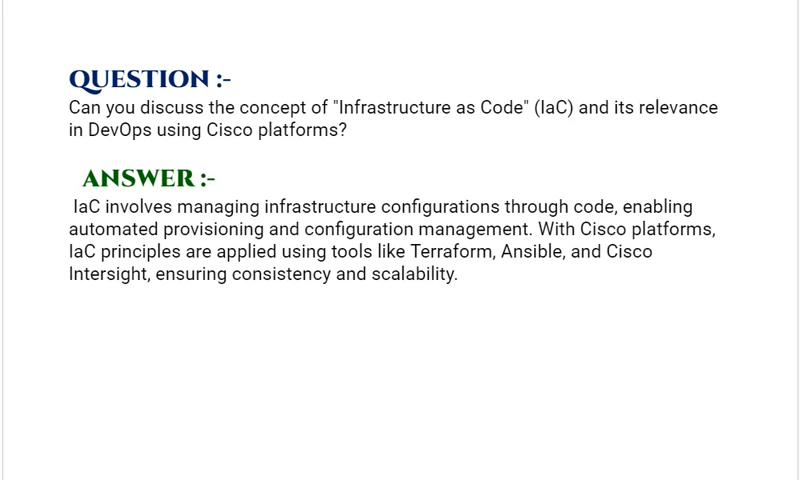 QUESTION :-
Can you discuss the concept of "Infrastructure as Code" (IaC) and its relevance
in DevOps using Cisco platforms?
ANSWER :-
IaC involves managing infrastructure configurations through code, enabling
automated provisioning and configuration management. With Cisco platforms,
IaC principles are applied using tools like Terraform, Ansible, and Cisco
Intersight, ensuring consistency and scalability.